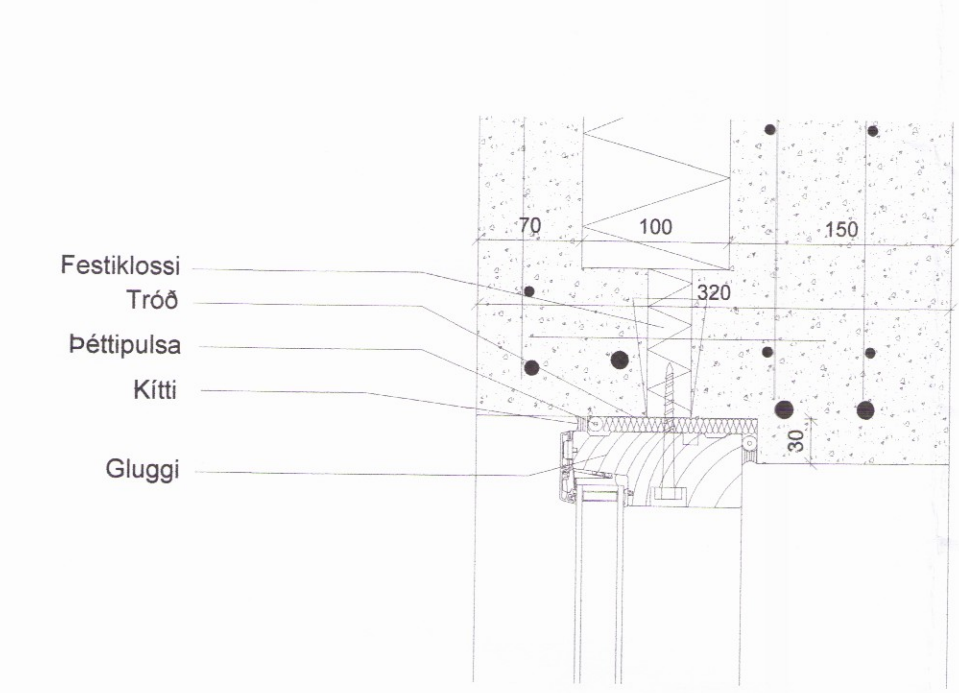 70
100
150
Festiklossi
320
Tróð
Þéttipulsa
Kítti
30
Gluggi